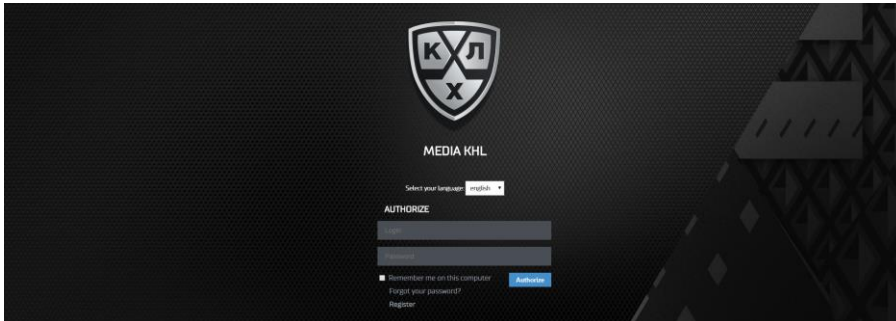 К Л
Х
MEDIA KHL
Select your language: english
AUTHORIZE
Login
Password
Remember me on this computer
Authorize
Forgot your password?
Register